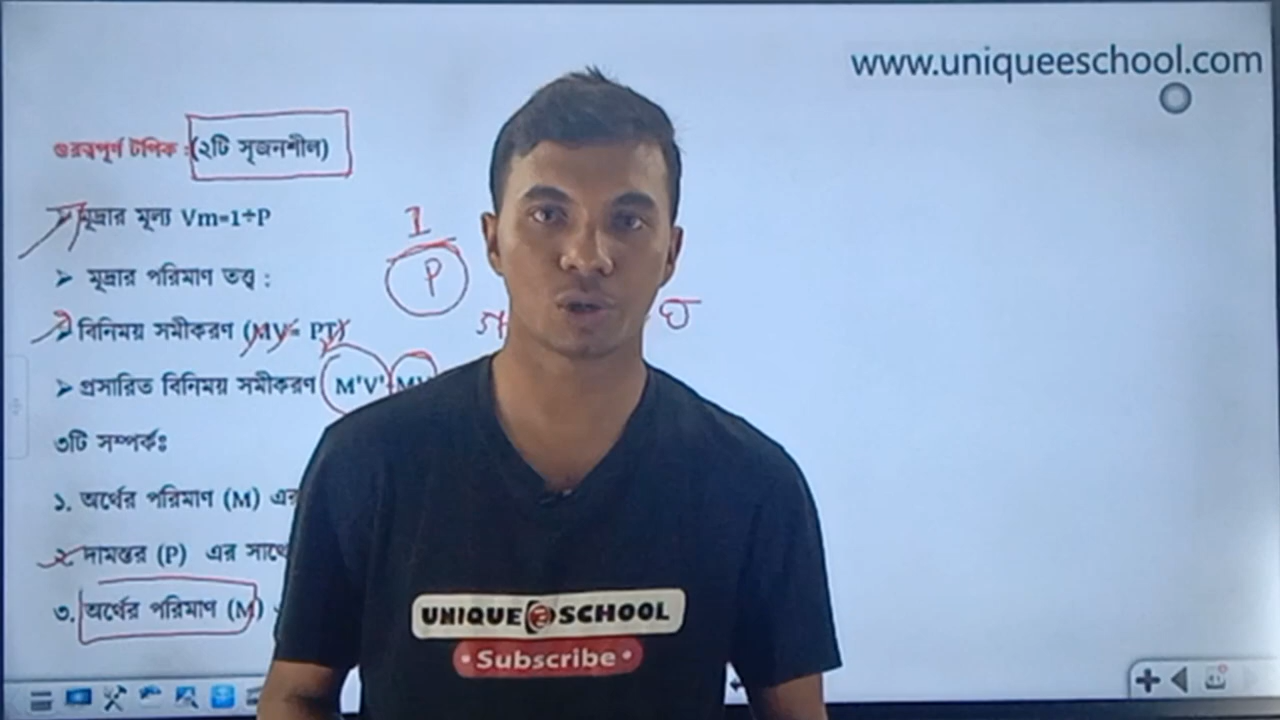 www.uniqueeschool.com
গুরত্বপূর্ণ টপিক :(২টি সৃজনশীল)
মূদ্রার মূল্য Vm=1÷P
1
P
➤ মূদ্রার পরিমাণ তত্ত্ব :
➤ বিনিময় সমীকরণ (MV= PT)
➤ প্রসারিত বিনিময় সমীকরণ ( M'V'+MV
৩টি সম্পর্কঃ
১. অর্থের পরিমাণ (M) এর
২. দামস্তর (P) এর সাথে
৩. অর্থের পরিমাণ (M)
UNIQUE e SCHOOL
• Subscribe •